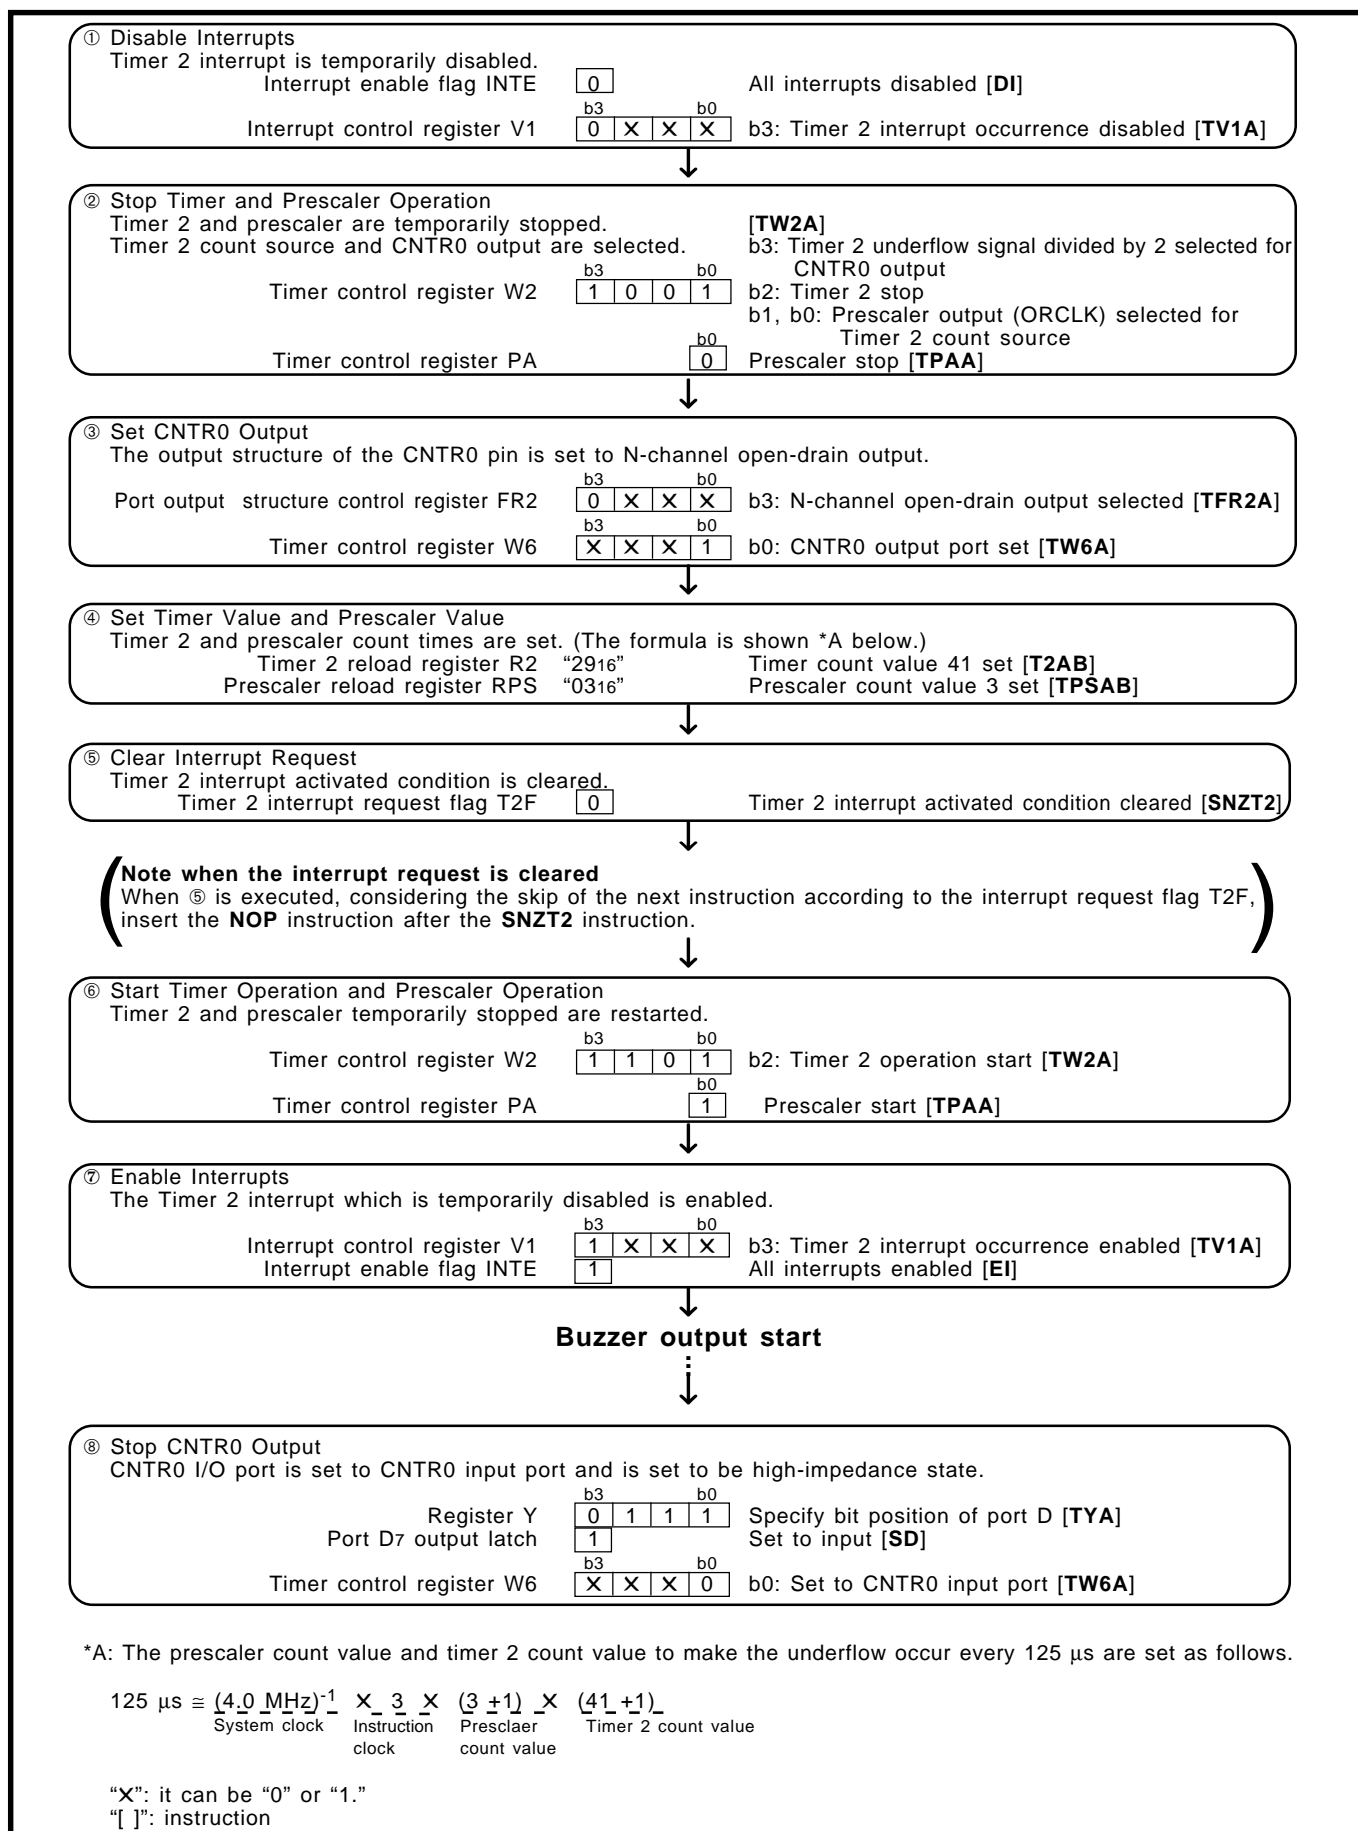 ① Disable Interrupts
Timer 2 interrupt is temporarily disabled.
Interrupt enable flag INTE 0 All interrupts disabled [DI]
b3 b0
Interrupt control register V1 0 X X X b3: Timer 2 interrupt occurrence disabled [TV1A]
② Stop Timer and Prescaler Operation
Timer 2 and prescaler are temporarily stopped. [TW2A]
Timer 2 count source and CNTR0 output are selected. b3: Timer 2 underflow signal divided by 2 selected for
b3 b0 CNTR0 output
Timer control register W2 1 0 0 1 b2: Timer 2 stop
b1, b0: Prescaler output (ORCLK) selected for
b0 Timer 2 count source
Timer control register PA 0 Prescaler stop [TPAA]
③ Set CNTR0 Output
The output structure of the CNTR0 pin is set to N-channel open-drain output.
b3 b0
Port output structure control register FR2 0 X X X b3: N-channel open-drain output selected [TFR2A]
b3 b0
Timer control register W6 X X X 1 b0: CNTR0 output port set [TW6A]
④ Set Timer Value and Prescaler Value
Timer 2 and prescaler count times are set. (The formula is shown *A below.)
Timer 2 reload register R2 “2916” Timer count value 41 set [T2AB]
Prescaler reload register RPS “0316” Prescaler count value 3 set [TPSAB]
⑤ Clear Interrupt Request
Timer 2 interrupt activated condition is cleared.
Timer 2 interrupt request flag T2F 0 Timer 2 interrupt activated condition cleared [SNZT2]
Note when the interrupt request is cleared
When ⑤ is executed, considering the skip of the next instruction according to the interrupt request flag T2F,
insert the NOP instruction after the SNZT2 instruction.
⑥ Start Timer Operation and Prescaler Operation
Timer 2 and prescaler temporarily stopped are restarted.
b3 b0
Timer control register W2 1 1 0 1 b2: Timer 2 operation start [TW2A]
b0
Timer control register PA 1 Prescaler start [TPAA]
⑦ Enable Interrupts
The Timer 2 interrupt which is temporarily disabled is enabled.
b3 b0
Interrupt control register V1 1 X X X b3: Timer 2 interrupt occurrence enabled [TV1A]
Interrupt enable flag INTE 1 All interrupts enabled [EI]
Buzzer output start
⑧ Stop CNTR0 Output
CNTR0 I/O port is set to CNTR0 input port and is set to be high-impedance state.
b3 b0
Register Y 0 1 1 1 Specify bit position of port D [TYA]
Port D7 output latch 1 Set to input [SD]
b3 b0
Timer control register W6 X X X 0 b0: Set to CNTR0 input port [TW6A]
*A: The prescaler count value and timer 2 count value to make the underflow occur every 125 µs are set as follows.
125 µs ≅ (4.0 MHz)-1 X 3 X (3 +1) X (41 +1)
System clock Instruction Presclaer Timer 2 count value
clock count value
“X”: it can be “0” or “1.”
“[ ]”: instruction